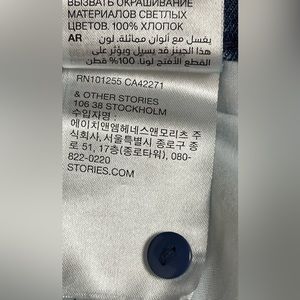 ВЫЗВАТЬ ОКРАШИВАНИЕ
МАТЕРИАЛОВ СВЕТЛЫХ
ЦВЕТОВ. 100% ХЛОПОК
AR يغسل مع ألوان مماثلة. لون
هذا الجينز قد يسيل ويؤثر على
القطع الأفتح لونا 100% قطن
RN101255 CA42271
& OTHER STORIES
106 38 STOCKHOLM
수입자명 :
에이치앤엠헤네스앤모리츠 주
식회사, 서울특별시 종로구 종
로 51, 17층(종로타워), 080-
822-0220
STORIES.COM